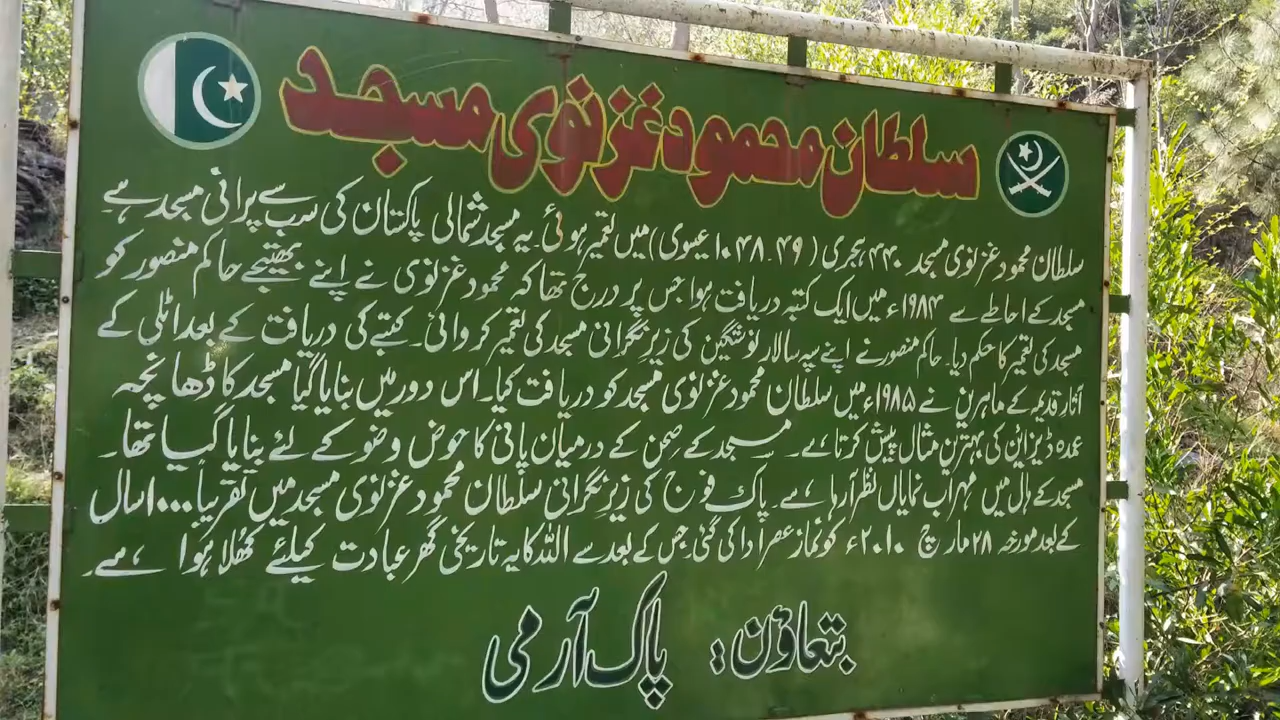 سلطان محمود غزنوی مسجد
سلطان محمود غزنوی مسجد ۴۴۰ ہجری (۴۹۔۱۰۴۸ عیسوی) میں تعمیر ہوئی۔ یہ مسجد شمالی پاکستان کی سب سے پرانی مسجد ہے
مسجد کے احاطے سے ۱۹۸۴ء میں ایک کتبہ دریافت ہوا جس پر درج تھا کہ محمود غزنوی نے اپنے بھتیجے حاکم منصور کو
مسجد کی تعمیر کا حکم دیا۔ حاکم منصور نے اپنے سپہ سالار نوشتگین کی زیر نگرانی مسجد کی تعمیر کروائی۔ کتبے کی دریافت کے بعد اٹلی کے
آثار قدیمہ کے ماہرین نے ۱۹۸۵ء میں سلطان محمود غزنوی مسجد کو دریافت کیا۔ اس دور میں بنایا گیا مسجد کا ڈھانچہ
عمدہ ڈیزائن کی بہترین مثال پیش کرتا ہے۔ مسجد کے صحن کے درمیان پانی کا حوض وضو کے لئے بنایا گیا تھا۔
مسجد کے ہال میں مہراب نمایاں نظر آ رہا ہے۔ پاک فوج کی زیر نگرانی سلطان محمود غزنوی مسجد میں تقریباً ۱۰۰۰ سال
کے بعد مورخہ ۲۸ مارچ ۲۰۱۰ء کو نماز عصر ادا کی گئی جس کے بعد سے اللہ کا یہ تاریخی گھر عبادت کیلئے کھلا ہوا ہے۔
بتعاؤن: پاک آرمی